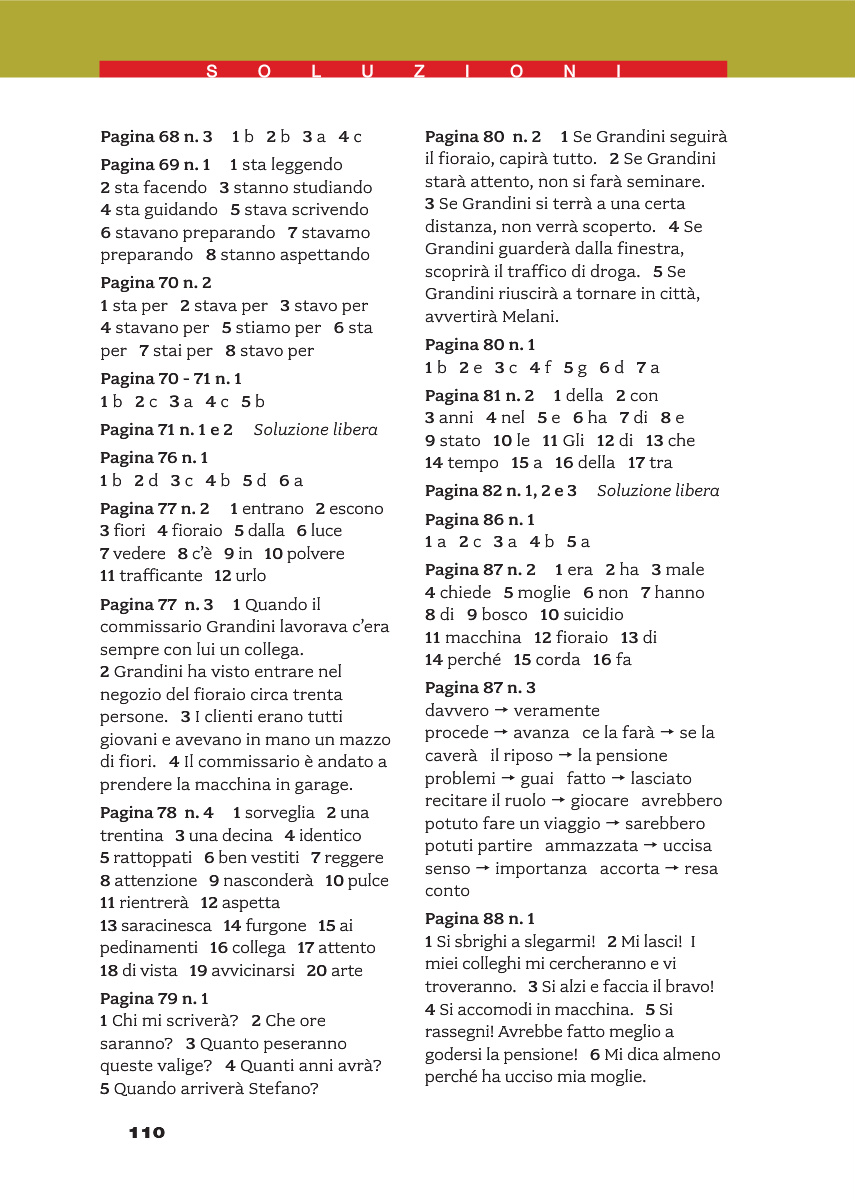 SOLUZIONI
Pagina 68 n. 3 1 b 2 b 3 a 4 c
Pagina 69 n. 1 1 sta leggendo
2 sta facendo 3 stanno studiando
4 sta guidando 5 stava scrivendo
6 stavano preparando 7 stavamo
preparando 8 stanno aspettando
Pagina 70 n. 2
1 sta per 2 stava per 3 stavo per
4 stavano per 5 stiamo per 6 sta
per 7 stai per 8 stavo per
Pagina 70 - 71 n. 1
1 b 2 c 3 a 4 c 5 b
Pagina 71 n. 1 e 2 Soluzione libera
Pagina 76 n. 1
1 b 2 d 3 c 4 b 5 d 6 a
Pagina 77 n. 2 1 entrano 2 escono
3 fiori 4 fioraio 5 dalla 6 luce
7 vedere 8 c'è 9 in 10 polvere
11 trafficante 12 urlo
Pagina 77 n. 3 1 Quando il
commissario Grandini lavorava c'era
sempre con lui un collega.
2 Grandini ha visto entrare nel
negozio del fioraio circa trenta
persone. 3 I clienti erano tutti
giovani e avevano in mano un mazzo
di fiori. 4 Il commissario è andato a
prendere la macchina in garage.
Pagina 78 n. 4 1 sorveglia 2 una
trentina 3 una decina 4 identico
5 rattoppati 6 ben vestiti 7 reggere
8 attenzione 9 nasconderà 10 pulce
11 rientrerà 12 aspetta
13 saracinesca 14 furgone 15 ai
pedinamenti 16 collega 17 attento
18 di vista 19 avvicinarsi 20 arte
Pagina 79 n. 1
1 Chi mi scriverà? 2 Che ore
saranno? 3 Quanto peseranno
queste valige? 4 Quanti anni avrà?
5 Quando arriverà Stefano?
Pagina 80 n. 2 1 Se Grandini seguirà
il fioraio, capirà tutto. 2 Se Grandini
starà attento, non si farà seminare.
3 Se Grandini si terrà a una certa
distanza, non verrà scoperto. 4 Se
Grandini guarderà dalla finestra,
scoprirà il traffico di droga. 5 Se
Grandini riuscirà a tornare in città,
avvertirà Melani.
Pagina 80 n. 1
1 b 2 e 3 c 4 f 5 g 6 d 7 a
Pagina 81 n. 2 1 della 2 con
3 anni 4 nel 5 e 6 ha 7 di 8 e
9 stato 10 le 11 Gli 12 di 13 che
14 tempo 15 a 16 della 17 tra
Pagina 82 n. 1, 2 e 3 Soluzione libera
Pagina 86 n. 1
1 a 2 c 3 a 4 b 5 a
Pagina 87 n. 2 1 era 2 ha 3 male
4 chiede 5 moglie 6 non 7 hanno
8 di 9 bosco 10 suicidio
11 macchina 12 fioraio 13 di
14 perché 15 corda 16 fa
Pagina 87 n. 3
davvero → veramente
procede → avanza ce la farà → se la
caverà il riposo → la pensione
problemi → guai fatto → lasciato
recitare il ruolo → giocare avrebbero
potuto fare un viaggio → sarebbero
potuti partire ammazzata → uccisa
senso → importanza accorta → resa
conto
Pagina 88 n. 1
1 Si sbrighi a slegarmi! 2 Mi lasci! I
miei colleghi mi cercheranno e vi
troveranno. 3 Si alzi e faccia il bravo!
4 Si accomodi in macchina. 5 Si
rassegni! Avrebbe fatto meglio a
godersi la pensione! 6 Mi dica almeno
perché ha ucciso mia moglie.
110